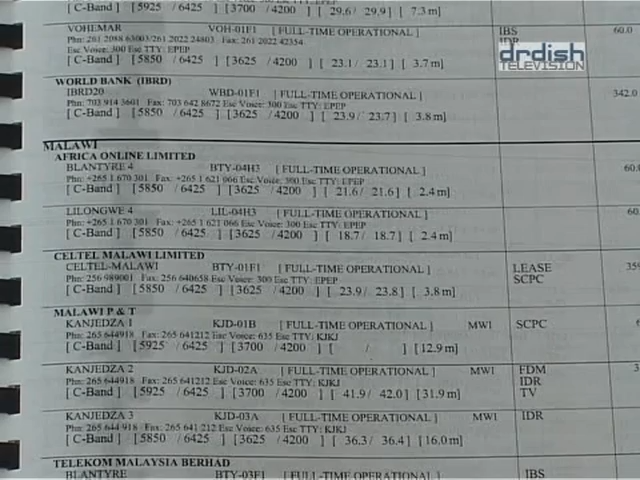 [ C-Band ] [5925 / 6425 ] [3700 / 4200 ] [ 29.6/ 29.9] [ 7.3 m]
VOHEMAR VOH-01F1 [ FULL-TIME OPERATIONAL ] IBS 60.0
Phn: 261 2088 63003/261 2022 24803 Fax: 261 2022 42354 IDR
Esc Voice: 300 Esc TTY: EPEP
[ C-Band ] [5850 / 6425 ] [3625 / 4200 ] [ 23.1/ 23.1] [ 3.7 m]
drdish
TELEVISION
WORLD BANK (IBRD)
IBRD20 WBD-01F1 [ FULL-TIME OPERATIONAL ] 342.0
Phn: 703 914 3601 Fax: 703 642 8672 Esc Voice: 300 Esc TTY: EPEP
[ C-Band ] [5850 / 6425 ] [3625 / 4200 ] [ 23.9/ 23.7] [ 3.8 m]
MALAWI
AFRICA ONLINE LIMITED
BLANTYRE 4 BTY-04H3 [ FULL-TIME OPERATIONAL ] 60.
Phn: +265 1 670 301 Fax: +265 1 621 066 Esc Voice: 300 Esc TTY: EPEP
[ C-Band ] [5850 / 6425 ] [3625 / 4200 ] [ 21.6/ 21.6] [ 2.4 m]
LILONGWE 4 LIL-04H3 [ FULL-TIME OPERATIONAL ] 60.
Phn: +265 1 670 301 Fax: +265 1 621 066 Esc Voice: 300 Esc TTY: EPEP
[ C-Band ] [5850 / 6425 ] [3625 / 4200 ] [ 18.7/ 18.7] [ 2.4 m]
CELTEL MALAWI LIMITED
CELTEL-MALAWI BTY-01F1 [ FULL-TIME OPERATIONAL ] LEASE
Phn: 256 989001 Fax: 256 640658 Esc Voice: 300 Esc TTY: EPEP SCPC
[ C-Band ] [5850 / 6425 ] [3625 / 4200 ] [ 23.9/ 23.8] [ 3.8 m]
MALAWI P & T
KANJEDZA 1 KJD-01B [ FULL-TIME OPERATIONAL ] MWI SCPC
Phn: 265 644918 Fax: 265 641212 Esc Voice: 635 Esc TTY: KJKJ
[ C-Band ] [5925 / 6425 ] [3700 / 4200 ] [ / ] [12.9 m]
KANJEDZA 2 KJD-02A [ FULL-TIME OPERATIONAL ] MWI FDM 3
Phn: 265 644918 Fax: 265 641212 Esc Voice: 635 Esc TTY: KJKJ IDR
[ C-Band ] [5925 / 6425 ] [3700 / 4200 ] [ 41.9/ 42.0] [31.9 m] TV
KANJEDZA 3 KJD-03A [ FULL-TIME OPERATIONAL ] MWI IDR
Phn: 265 644 918 Fax: 265 641 212 Esc Voice: 635 Esc TTY: KJKJ
[ C-Band ] [5850 / 6425 ] [3625 / 4200 ] [ 36.3/ 36.4] [16.0 m]
TELEKOM MALAYSIA BERHAD
BLANTYRE BTY-03F1 [ FULL-TIME OPERATIONAL ] IBS